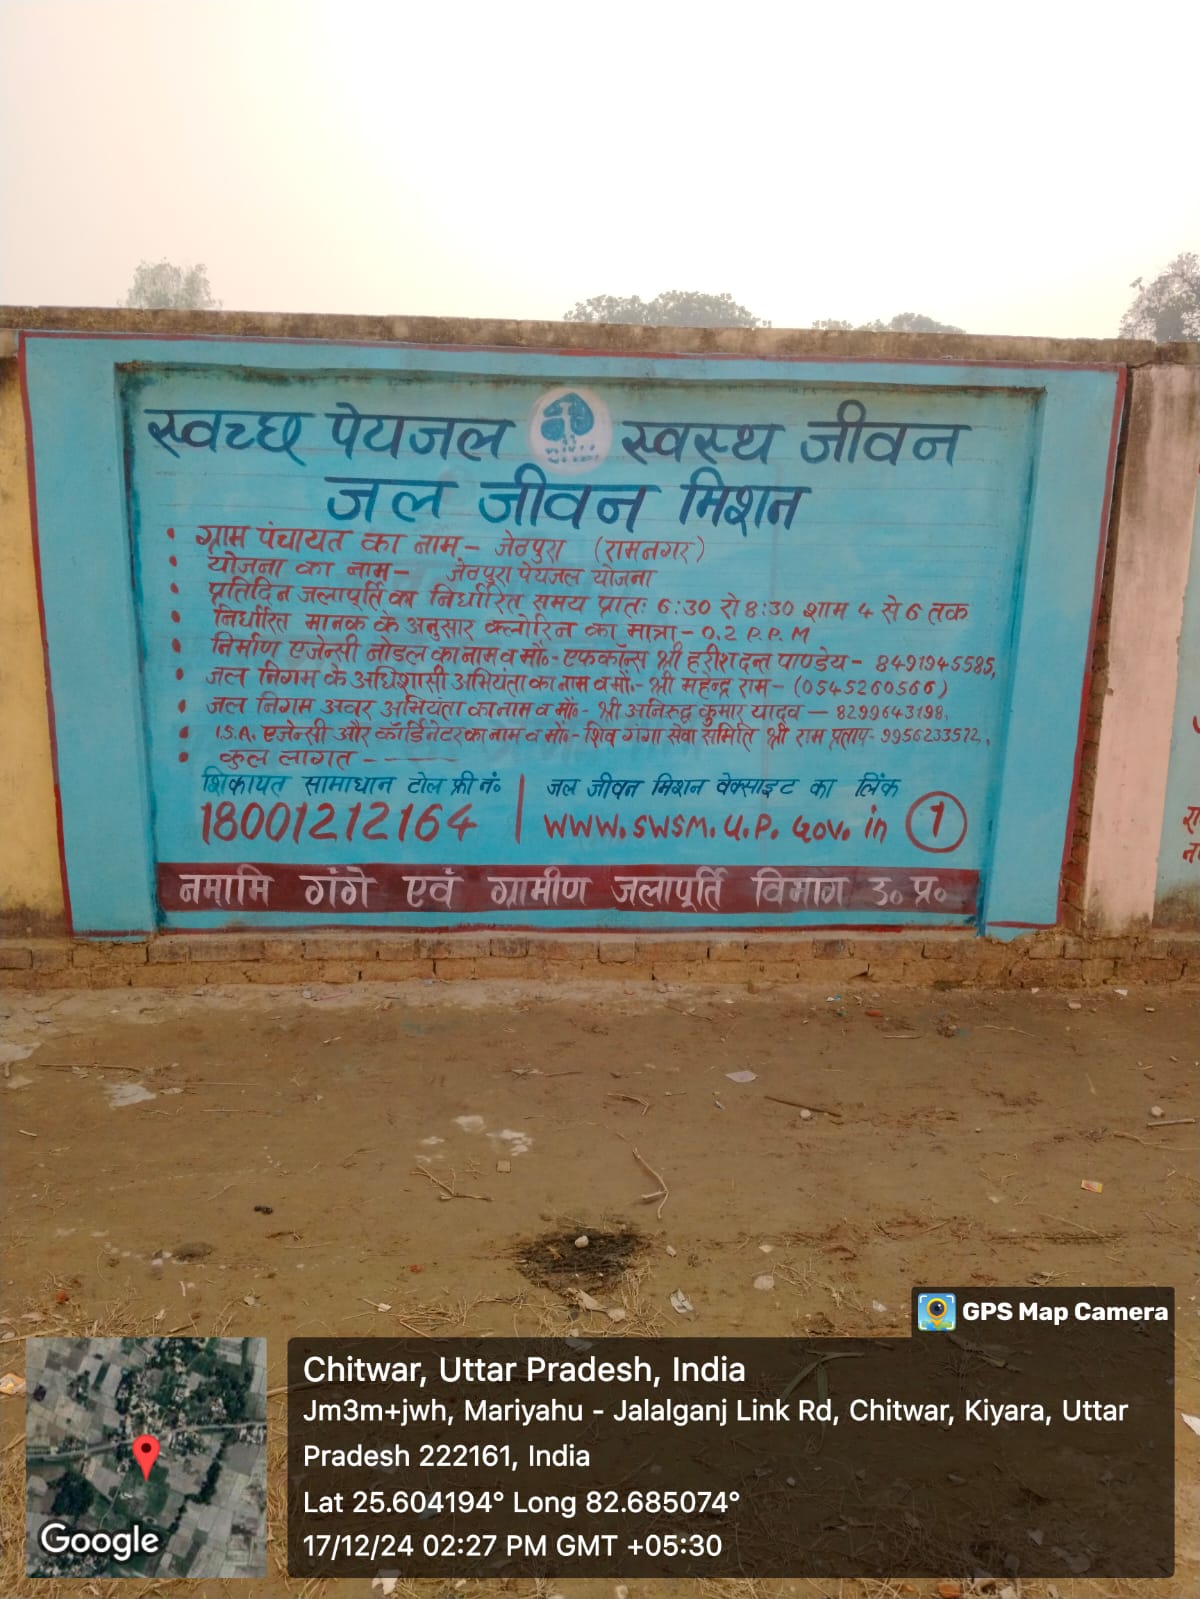 स्वच्छ पेयजल स्वस्थ जीवन
जल जीवन मिशन
• ग्राम पंचायत का नाम – जेठपुरा (रामनगर)
• योजना का नाम – जेठपुरा पेयजल योजना
• प्रतिदिन जलापूर्ति का निर्धारित समय प्रातः 6:30 से 8:30 शाम 4 से 6 तक
• निर्धारित मानक के अनुसार क्लोरिन का मात्रा – 0.2 P.P.M
• निर्माण एजेन्सी नोडल का नाम व मो०- एफकॉन्स श्री हरीश दत्त पाण्डेय – 8491945585,
• जल निगम के अधिशासी अभियंता का नाम व मो०- श्री महेन्द्र राम – (0545260566)
• जल निगम अवर अभियंता का नाम व मो०- श्री अनिरुद्ध कुमार यादव – 8299643198,
• I.S.A. एजेन्सी और कॉर्डिनेटर का नाम व मो०- शिव गंगा सेवा समिति श्री राम प्रताप- 9956233572,
• कुल लागत -----
शिकायत सामाधान टोल फ्री नं० | जल जीवन मिशन वेक्साइट का लिंक
18001212164 | www.swsm.u.p. Gov. in 1
नमामि गंगे एवं ग्रामीण जलापूर्ति विभाग उ० प्र०
GPS Map Camera
Chitwar, Uttar Pradesh, India
Jm3m+jwh, Mariyahu - Jalalganj Link Rd, Chitwar, Kiyara, Uttar
Pradesh 222161, India
Lat 25.604194° Long 82.685074°
17/12/24 02:27 PM GMT +05:30
Google